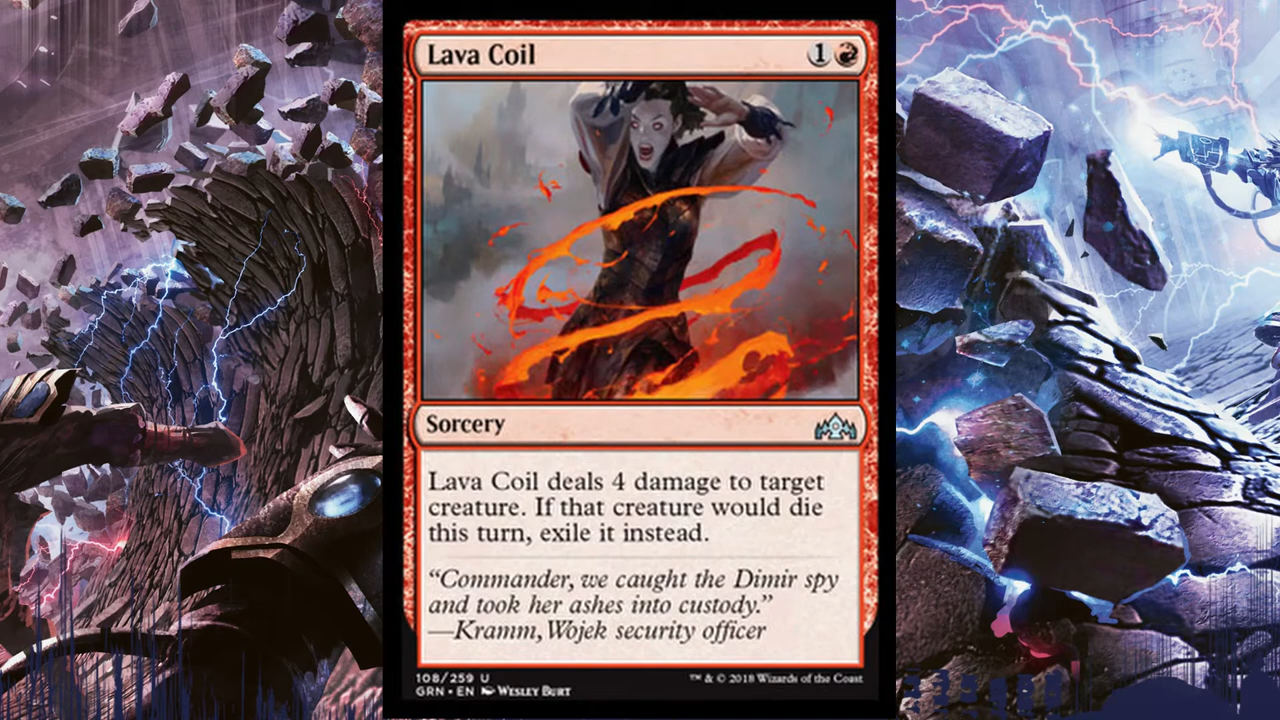 Lava Coil 1
Sorcery
Lava Coil deals 4 damage to target
creature. If that creature would die
this turn, exile it instead.
“Commander, we caught the Dimir spy
and took her ashes into custody.”
—Kramm, Wojek security officer
108/259 U
GRN • EN Wesley Burt
™ & © 2018 Wizards of the Coast